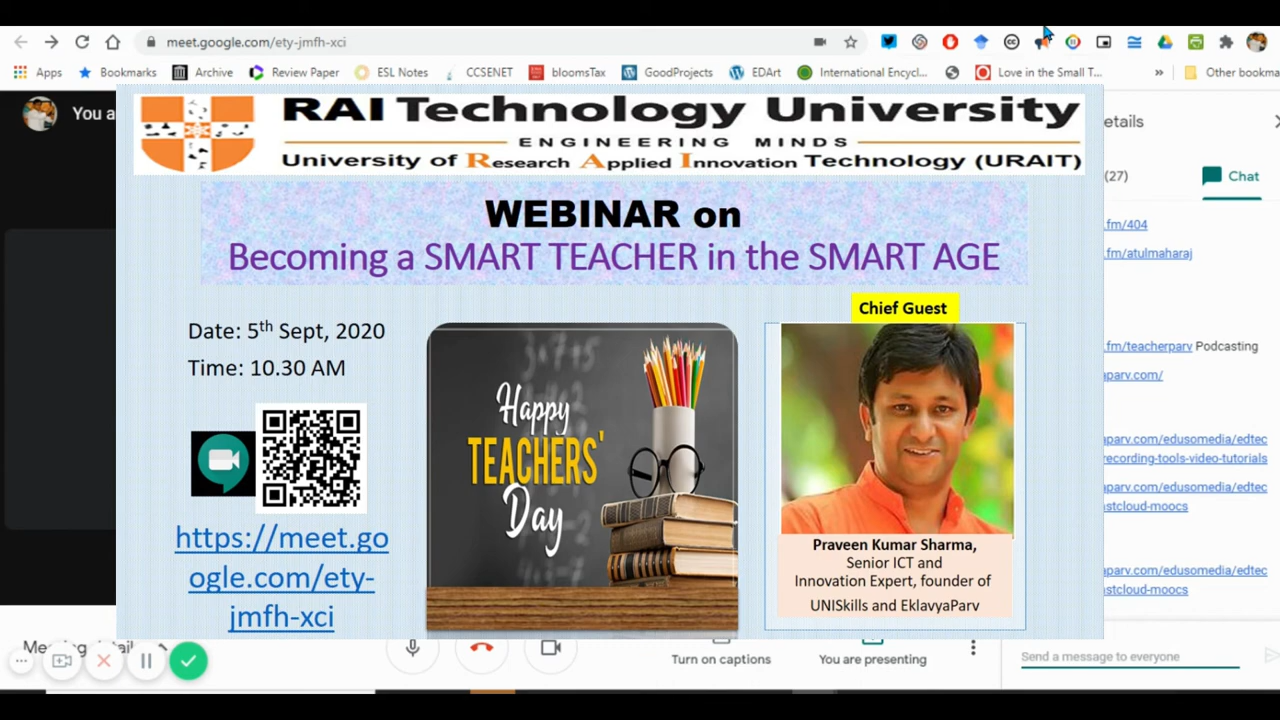 meet.google.com/ety-jmfh-xci
Apps Bookmarks Archive Review Paper ESL Notes CCSENET bloomsTax GoodProjects EDArt International Encycl... Love in the Small T... » Other bookma
You a
RAI Technology University
ENGINEERING MINDS
University of Research Applied Innovation Technology (URAIT)
WEBINAR on
Becoming a SMART TEACHER in the SMART AGE
Date: 5th Sept, 2020
Time: 10.30 AM
https://meet.go
ogle.com/ety-
jmfh-xci
Happy
TEACHERS'
Day
Chief Guest
Praveen Kumar Sharma,
Senior ICT and
Innovation Expert, founder of
UNISkills and EklavyaParv
etails
(27) Chat
.fm/404
.fm/atulmaharaj
.fm/teacherparv Podcasting
aparv.com/
aparv.com/edusomedia/edtec
recording-tools-video-tutorials
aparv.com/edusomedia/edtec
stcloud-moocs
aparv.com/edusomedia/edtec
stcloud-moocs
Turn on captions
You are presenting
Send a message to everyone